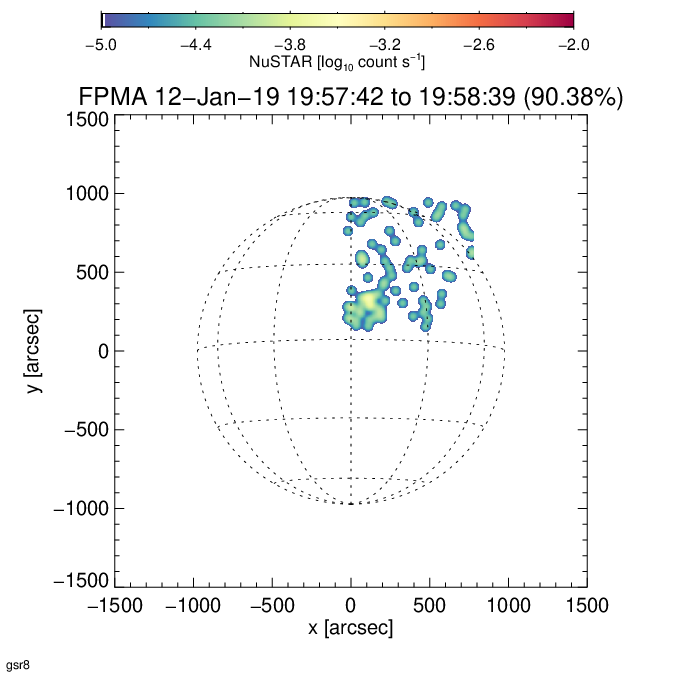 −5.0 −4.4 −3.8 −3.2 −2.6 −2.0
NuSTAR [log10 count s−1]
FPMA 12−Jan−19 19:57:42 to 19:58:39 (90.38%)
1500
1000
500
0
−500
−1000
−1500
y [arcsec]
−1500 −1000 −500 0 500 1000 1500
x [arcsec]
gsr8